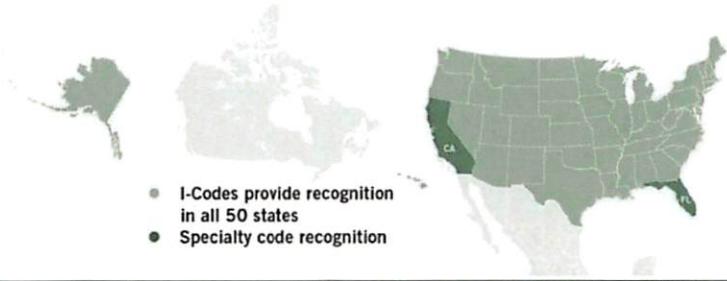 CA
FL
I-Codes provide recognition
in all 50 states
Specialty code recognition